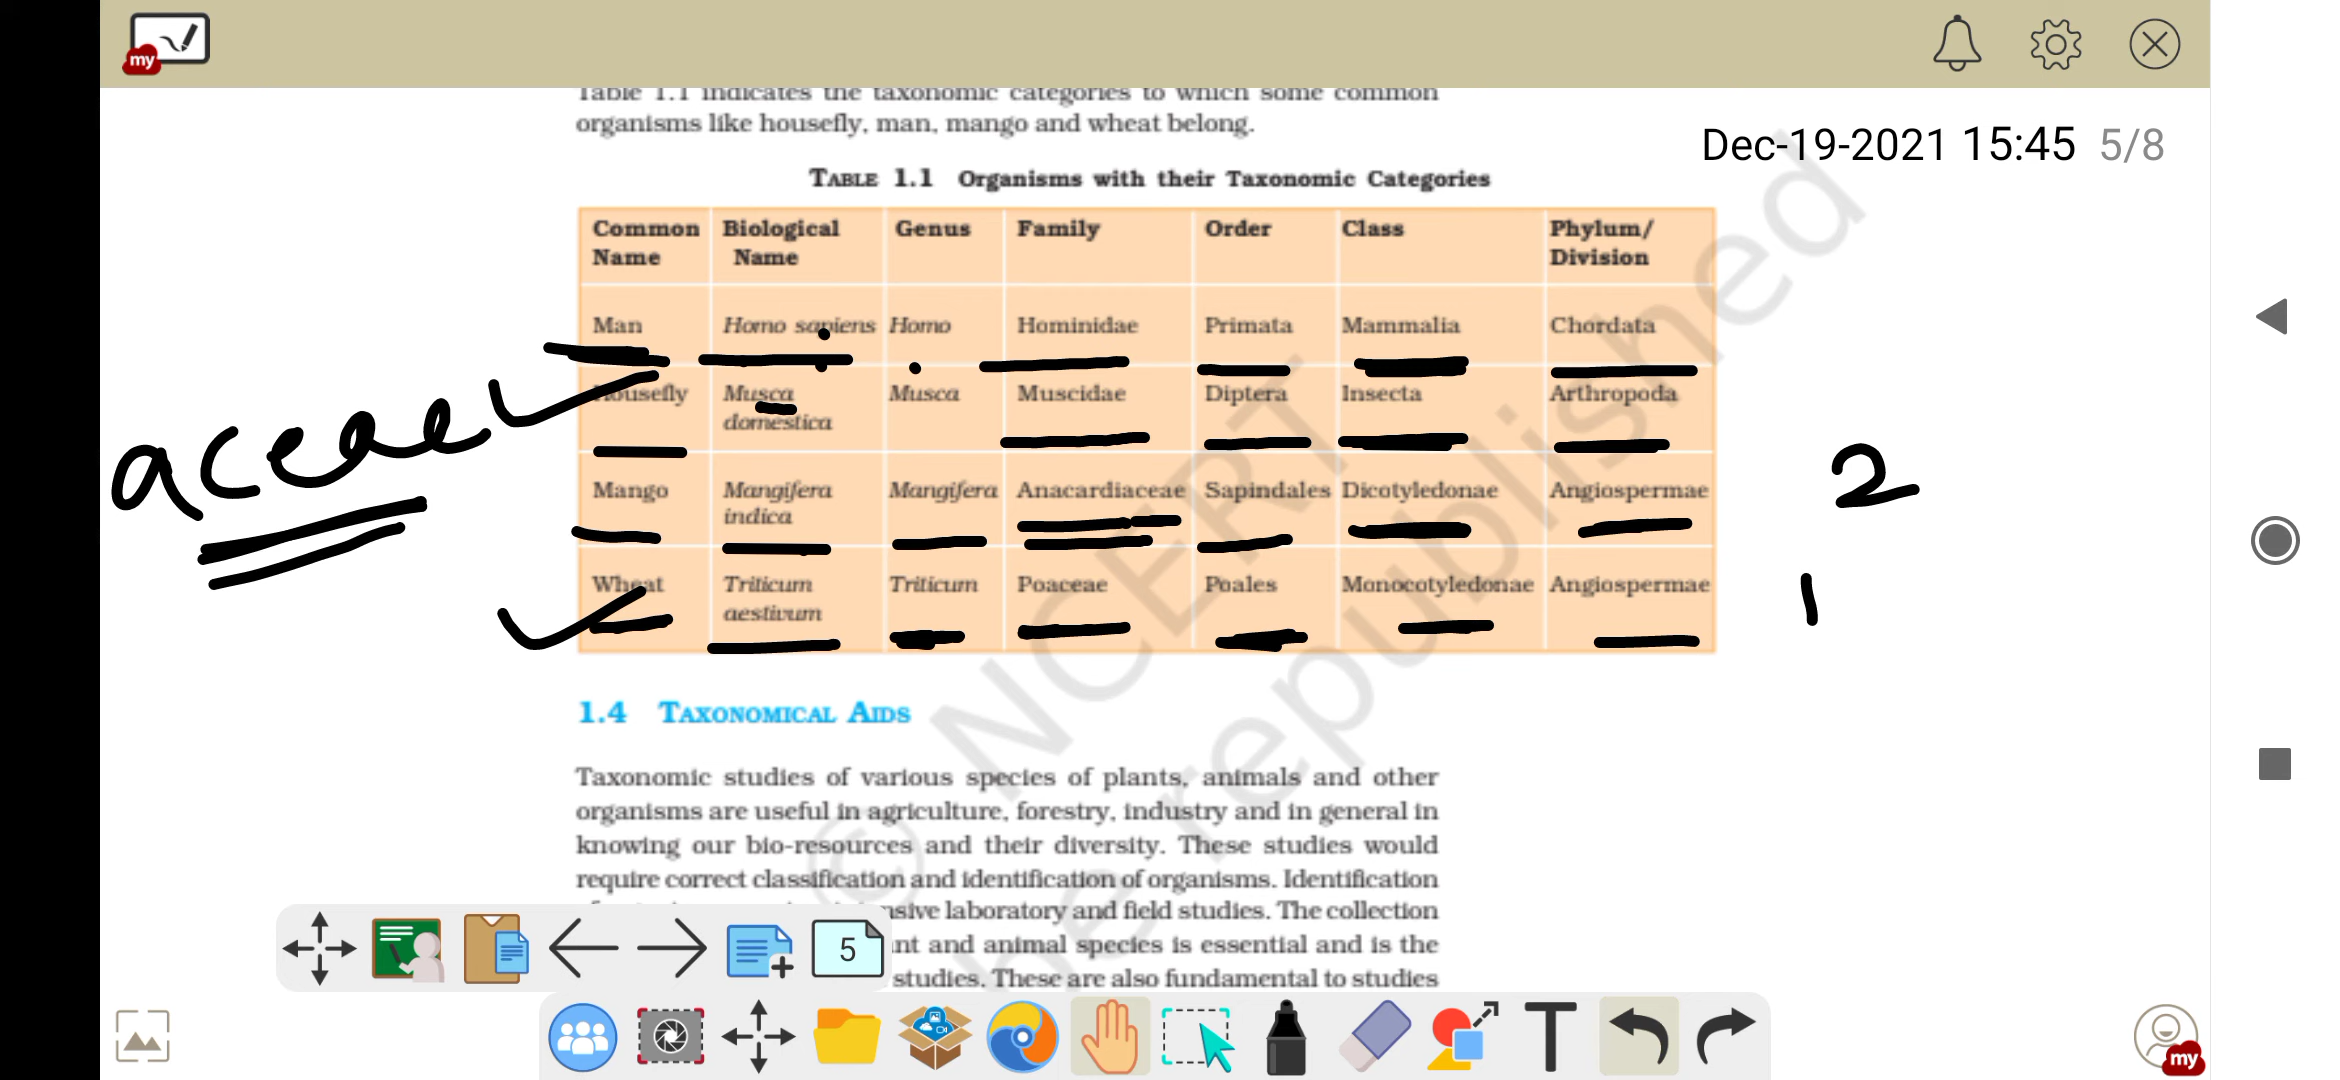 my
Table 1.1 indicates the taxonomic categories to which some common
organisms like housefly, man, mango and wheat belong.
Dec-19-2021 15:45 5/8
TABLE 1.1 Organisms with their Taxonomic Categories
Common Name Biological Name Genus Family Order Class Phylum/ Division
Man Homo sapiens Homo Hominidae Primata Mammalia Chordata
Housefly Musca domestica Musca Muscidae Diptera Insecta Arthropoda
aceae
2
Mango Mangifera indica Mangifera Anacardiaceae Sapindales Dicotyledonae Angiospermae
Wheat Triticum aestivum Triticum Poaceae Poales Monocotyledonae Angiospermae
1
© NCERT
be republished
1.4 TAXONOMICAL AIDS
Taxonomic studies of various species of plants, animals and other
organisms are useful in agriculture, forestry, industry and in general in
knowing our bio-resources and their diversity. These studies would
require correct classification and identification of organisms. Identification
nsive laboratory and field studies. The collection
nt and animal species is essential and is the
studies. These are also fundamental to studies
5
T
my